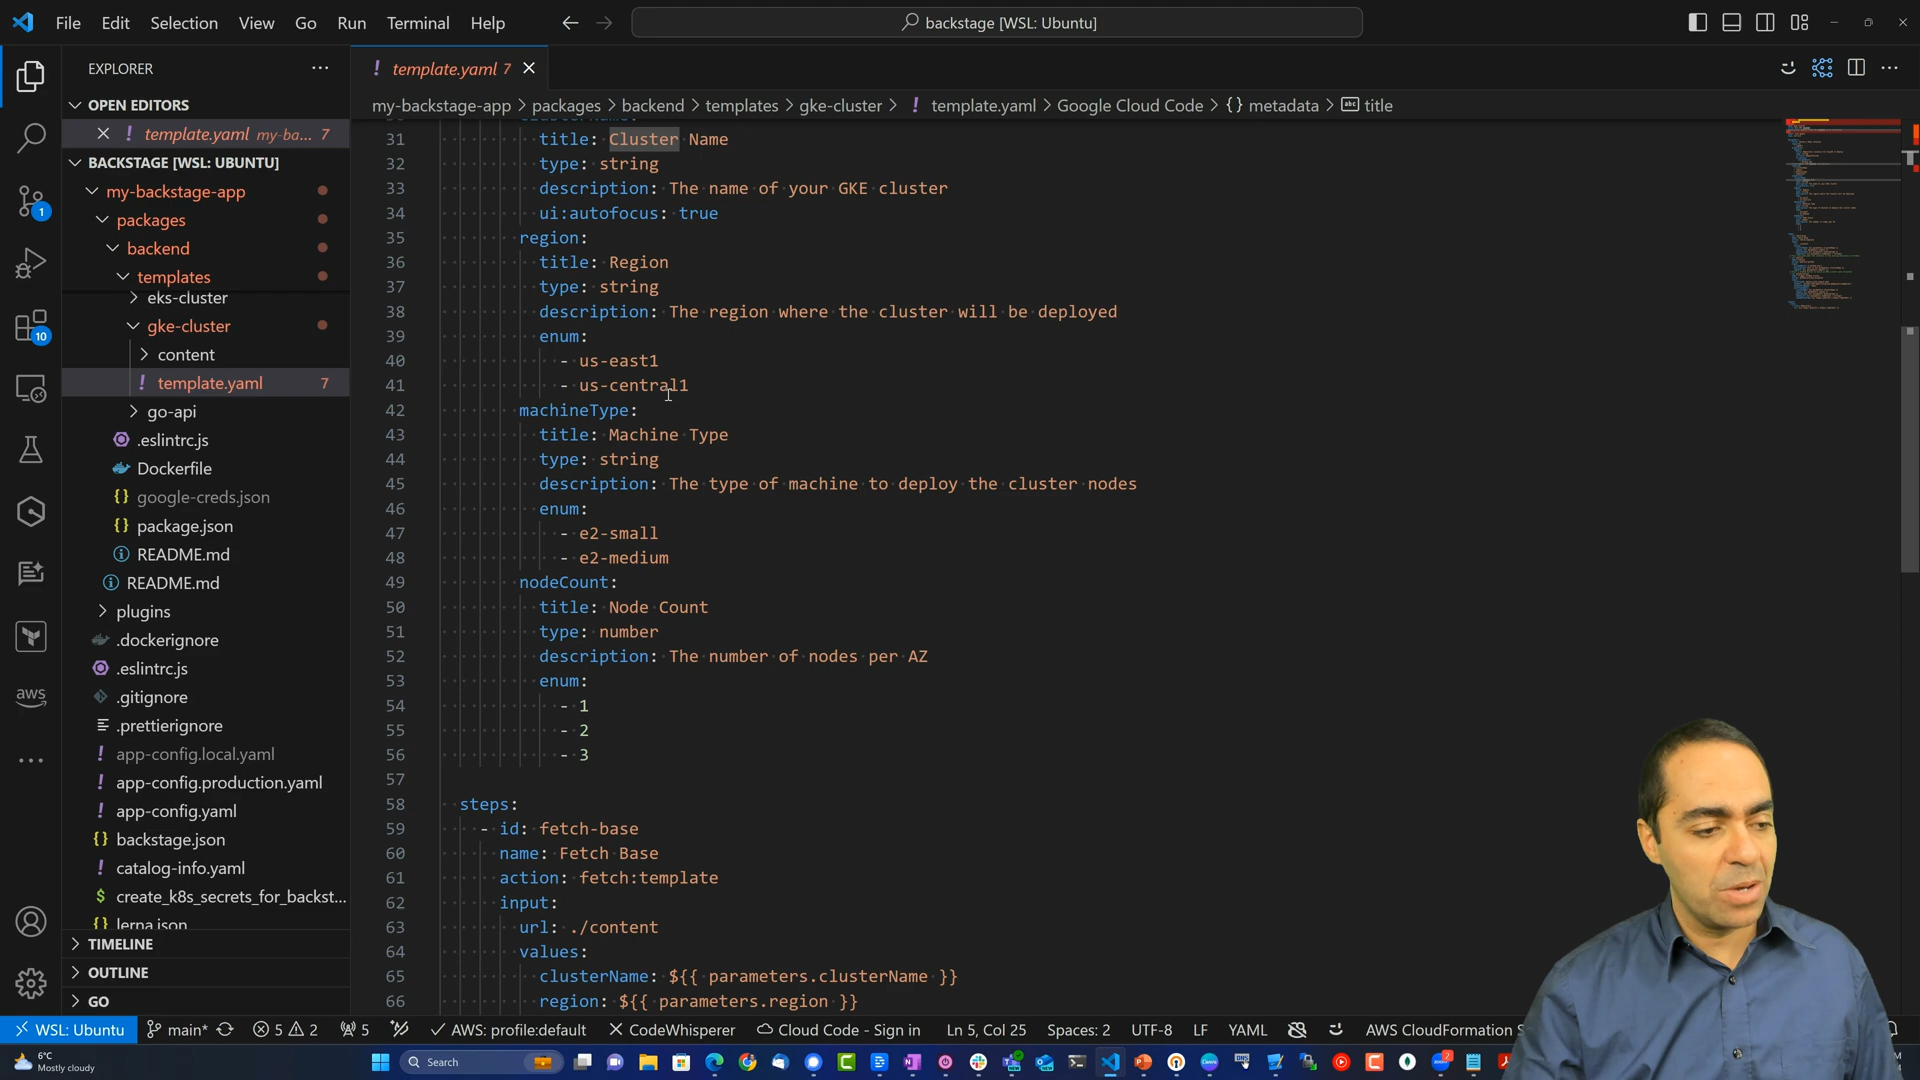 File Edit Selection View Go Run Terminal Help
backstage [WSL: Ubuntu]
EXPLORER
template.yaml 7
OPEN EDITORS
my-backstage-app > packages > backend > templates > gke-cluster > ! template.yaml > Google Cloud Code > {} metadata > abc title
! template.yaml my-ba... 7
BACKSTAGE [WSL: UBUNTU]
my-backstage-app
packages
backend
templates
eks-cluster
gke-cluster
content
! template.yaml 7
go-api
.eslintrc.js
Dockerfile
{} google-creds.json
{} package.json
README.md
README.md
plugins
.dockerignore
.eslintrc.js
.gitignore
.prettierignore
! app-config.local.yaml
! app-config.production.yaml
! app-config.yaml
{} backstage.json
! catalog-info.yaml
$ create_k8s_secrets_for_backst...
{} lerna.json
TIMELINE
OUTLINE
GO
1
10
aws
31 title: Cluster Name
32 type: string
33 description: The name of your GKE cluster
34 ui:autofocus: true
35 region:
36 title: Region
37 type: string
38 description: The region where the cluster will be deployed
39 enum:
40 - us-east1
41 - us-central1
42 machineType:
43 title: Machine Type
44 type: string
45 description: The type of machine to deploy the cluster nodes
46 enum:
47 - e2-small
48 - e2-medium
49 nodeCount:
50 title: Node Count
51 type: number
52 description: The number of nodes per AZ
53 enum:
54 - 1
55 - 2
56 - 3
57
58 steps:
59 - id: fetch-base
60 name: Fetch Base
61 action: fetch:template
62 input:
63 url: ./content
64 values:
65 clusterName: ${{ parameters.clusterName }}
66 region: ${{ parameters.region }}
WSL: Ubuntu main* 5 2 5 AWS: profile:default CodeWhisperer Cloud Code - Sign in Ln 5, Col 25 Spaces: 2 UTF-8 LF YAML AWS CloudFormation
6°C
Mostly cloudy
Search